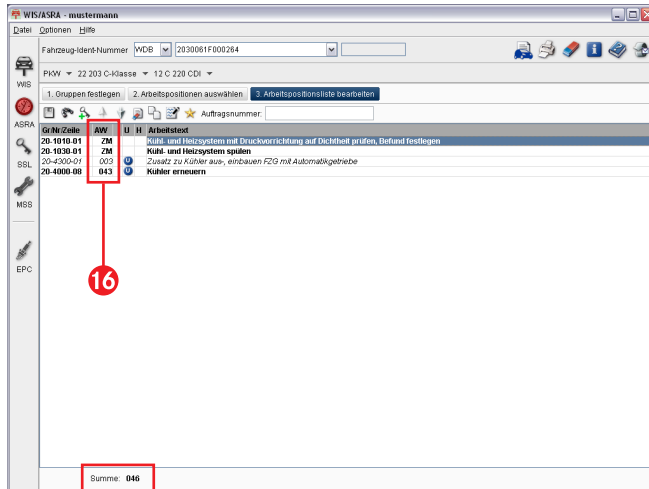 WIS/ASRA - mustermann
Datei Optionen Hilfe
Fahrzeug-Ident-Nummer WDB 2030061F000264
PKW 22 203 C-Klasse 12 C 220 CDI
1. Gruppen festlegen 2. Arbeitspositionen auswählen 3. Arbeitspositionsliste bearbeiten
Auftragsnummer:
WIS
ASRA
SSL
MSS
EPC
Gr/Nr/Zeile AW U H Arbeitstext
20-1010-01 ZM Kühl- und Heizsystem mit Druckvorrichtung auf Dichtheit prüfen, Befund festlegen
20-1030-01 ZM Kühl- und Heizsystem spülen
20-4300-01 003 U Zusatz zu Kühler aus-, einbauen FZG mit Automatikgetriebe
20-4000-08 043 U Kühler erneuern
16
Summe: 046